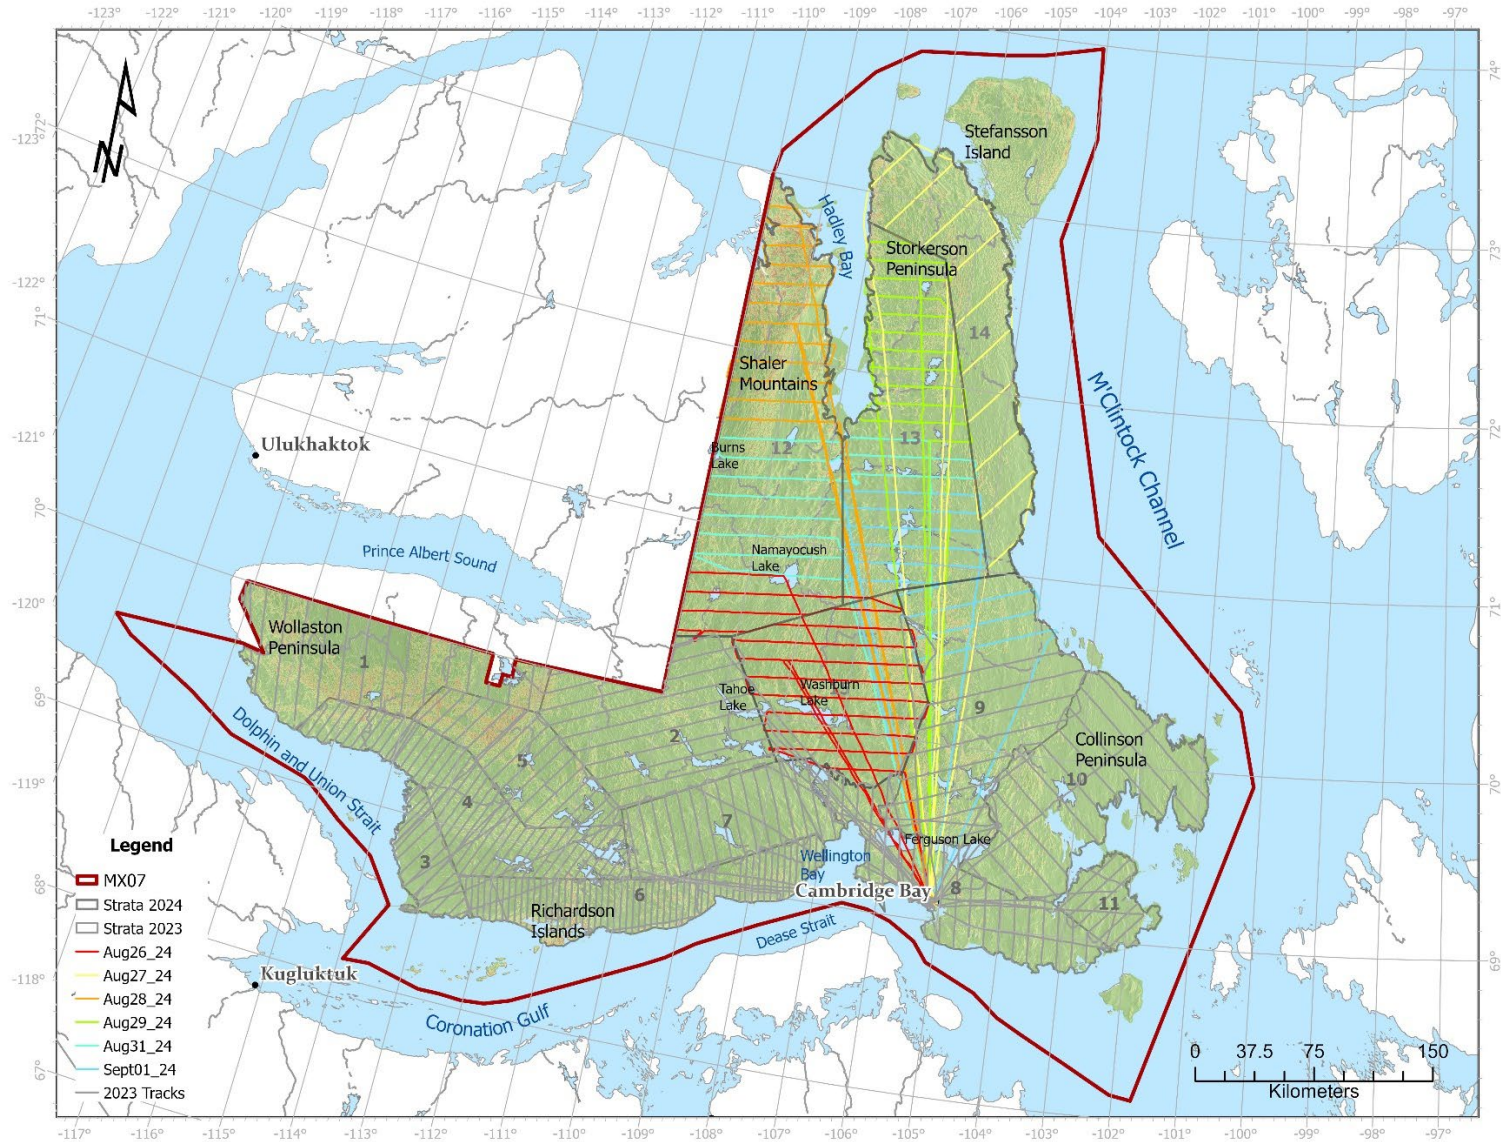 -123° -122° -121° -120° -119° -118° -117° -116° -115° -114° -113° -112° -111° -110° -109° -108° -107° -106° -105° -104° -103° -102° -101° -100° -99° -98° -97°
74°
N
-123°
72°
Stefansson
Island
Hadley Bay
Storkerson
Peninsula
73°
-122°
71°
14
Shaler
Mountains
M'Clintock Channel
72°
-121°
Ulukhaktok
Burns
Lake
12
13
70°
Prince Albert Sound
Namayocush
Lake
-120°
71°
Wollaston
Peninsula
1
69°
Tahoe
Lake
Washburn
Lake
9
Dolphin and Union Strait
2
Collinson
Peninsula
5
10
-119°
70°
4
7
Legend
MX07
Strata 2024
Strata 2023
Aug26_24
Aug27_24
Aug28_24
Aug29_24
Aug31_24
Sept01_24
2023 Tracks
Ferguson Lake
3
Wellington
Bay
68°
Cambridge Bay
8
6
11
Richardson
Islands
Dease Strait
69°
-118°
Kugluktuk
Coronation Gulf
67°
0 37.5 75 150
Kilometers
-117° -116° -115° -114° -113° -112° -111° -110° -109° -108° -107° -106° -105° -104° -103° -102° -101° -100° -99° -98° -97°